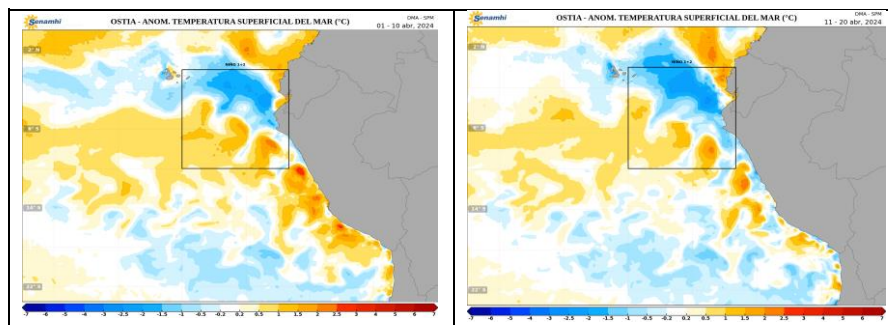 Senamhi
OSTIA - ANOM. TEMPERATURA SUPERFICIAL DEL MAR (°C)
DMA - SPM
01 - 10 abr, 2024
NINO 1+2
-7 -6 -5 -4 -3 -2.5 -2 -1.5 -1 -0.5 -0.2 0.2 0.5 1 1.5 2 2.5 3 4 5 6 7
Senamhi
OSTIA - ANOM. TEMPERATURA SUPERFICIAL DEL MAR (°C)
DMA - SPM
11 - 20 abr, 2024
NINO 1+2
-7 -6 -5 -4 -3 -2.5 -2 -1.5 -1 -0.5 -0.2 0.2 0.5 1 1.5 2 2.5 3 4 5 6 7